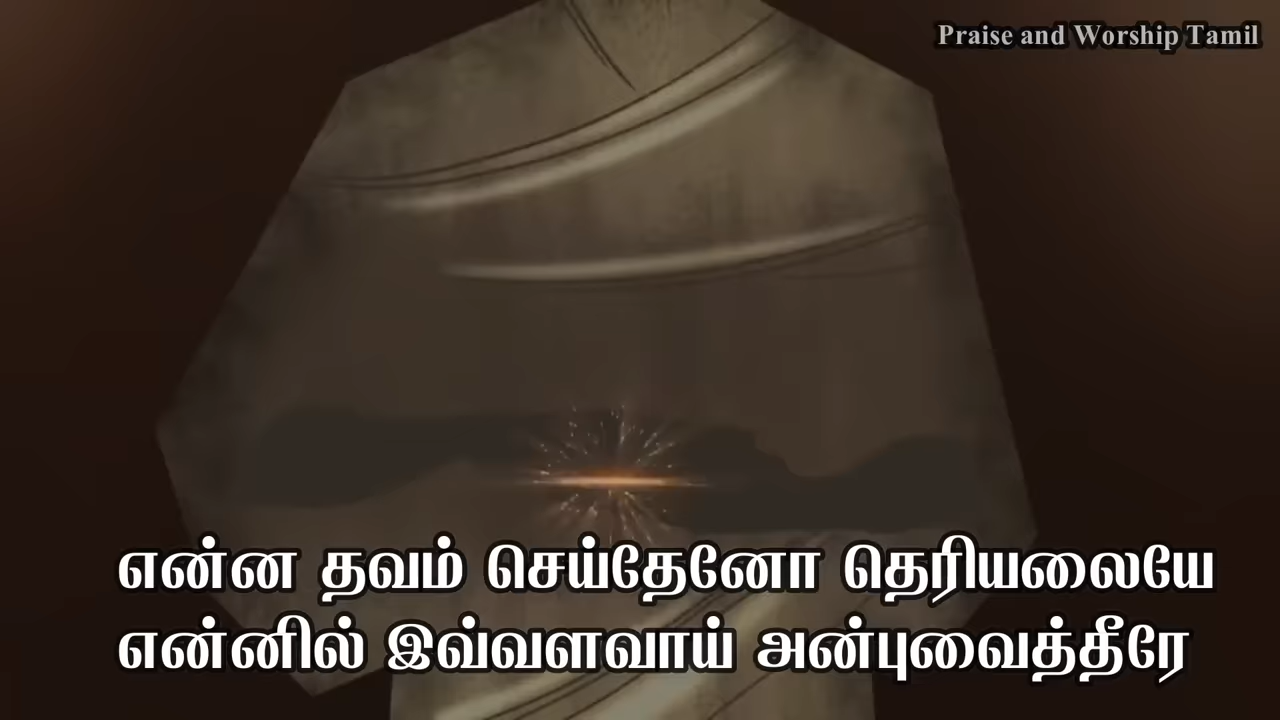 Praise and Worship Tamil
என்ன தவம் செய்தேனோ தெரியலையே
என்னில் இவ்வளவாய் அன்புவைத்தீரே